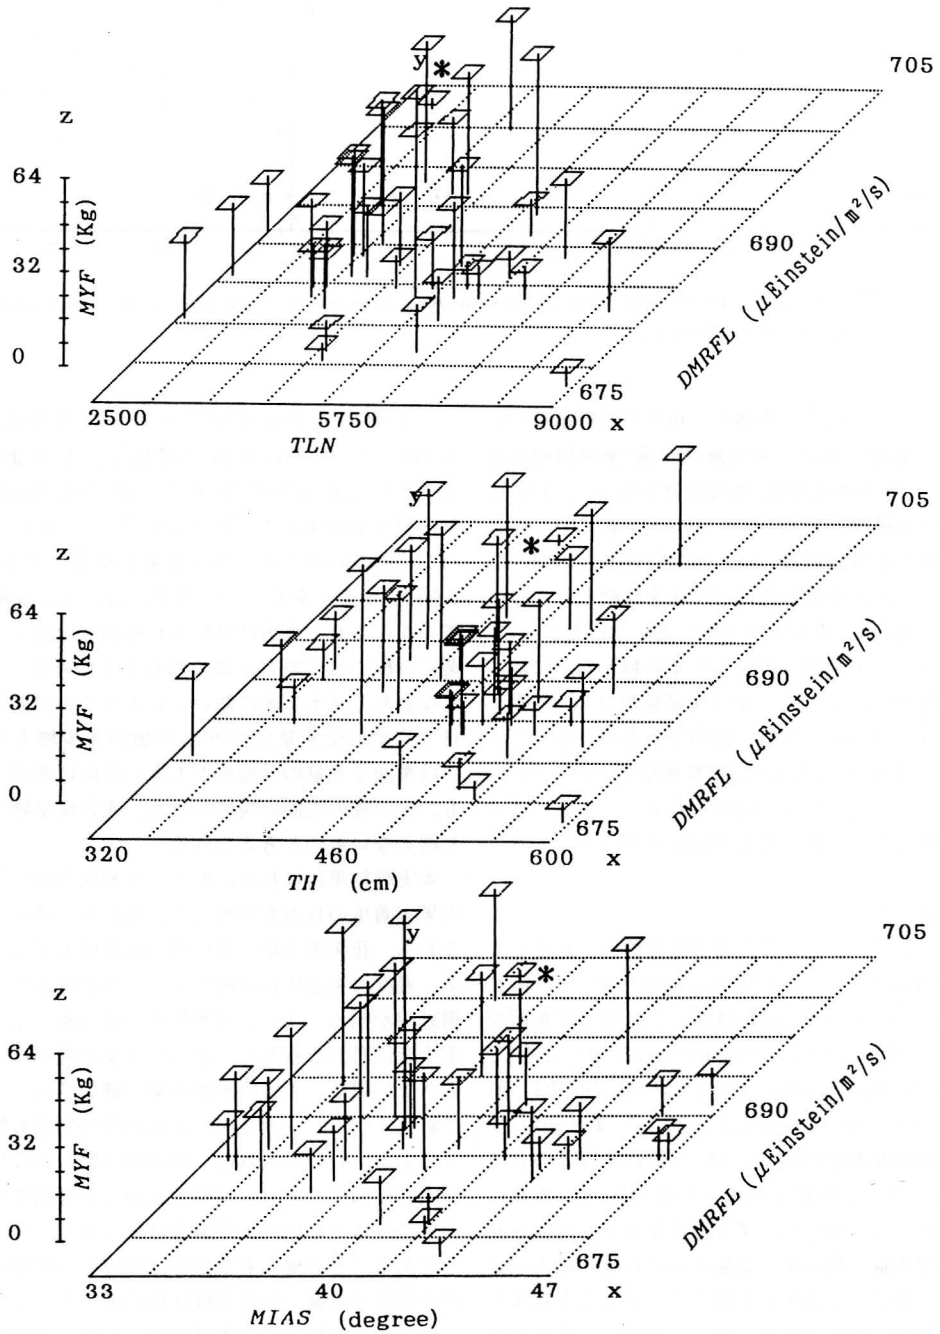 y *
705
z
64
32
0
MYF (Kg)
690
675
DMRFL (μEinstein/m²/s)
2500 5750 9000 x
TLN
y *
705
z
64
32
0
MYF (Kg)
690
675
DMRFL (μEinstein/m²/s)
320 460 600 x
TH (cm)
y *
705
z
64
32
0
MYF (Kg)
690
675
DMRFL (μEinstein/m²/s)
33 40 47 x
MIAS (degree)